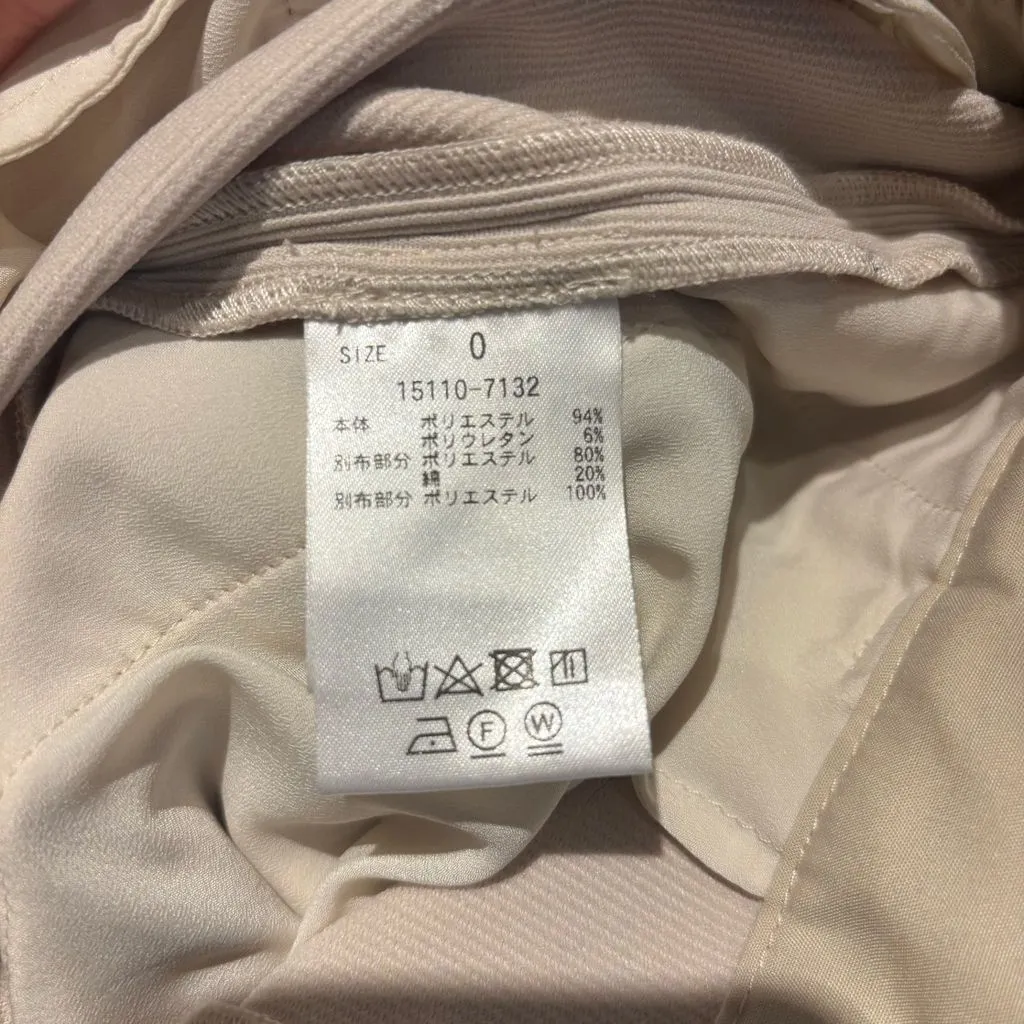 SIZE 0
15110-7132
本体 ポリエステル 94%
ポリウレタン 6%
別布部分 ポリエステル 80%
綿 20%
別布部分 ポリエステル 100%
F W